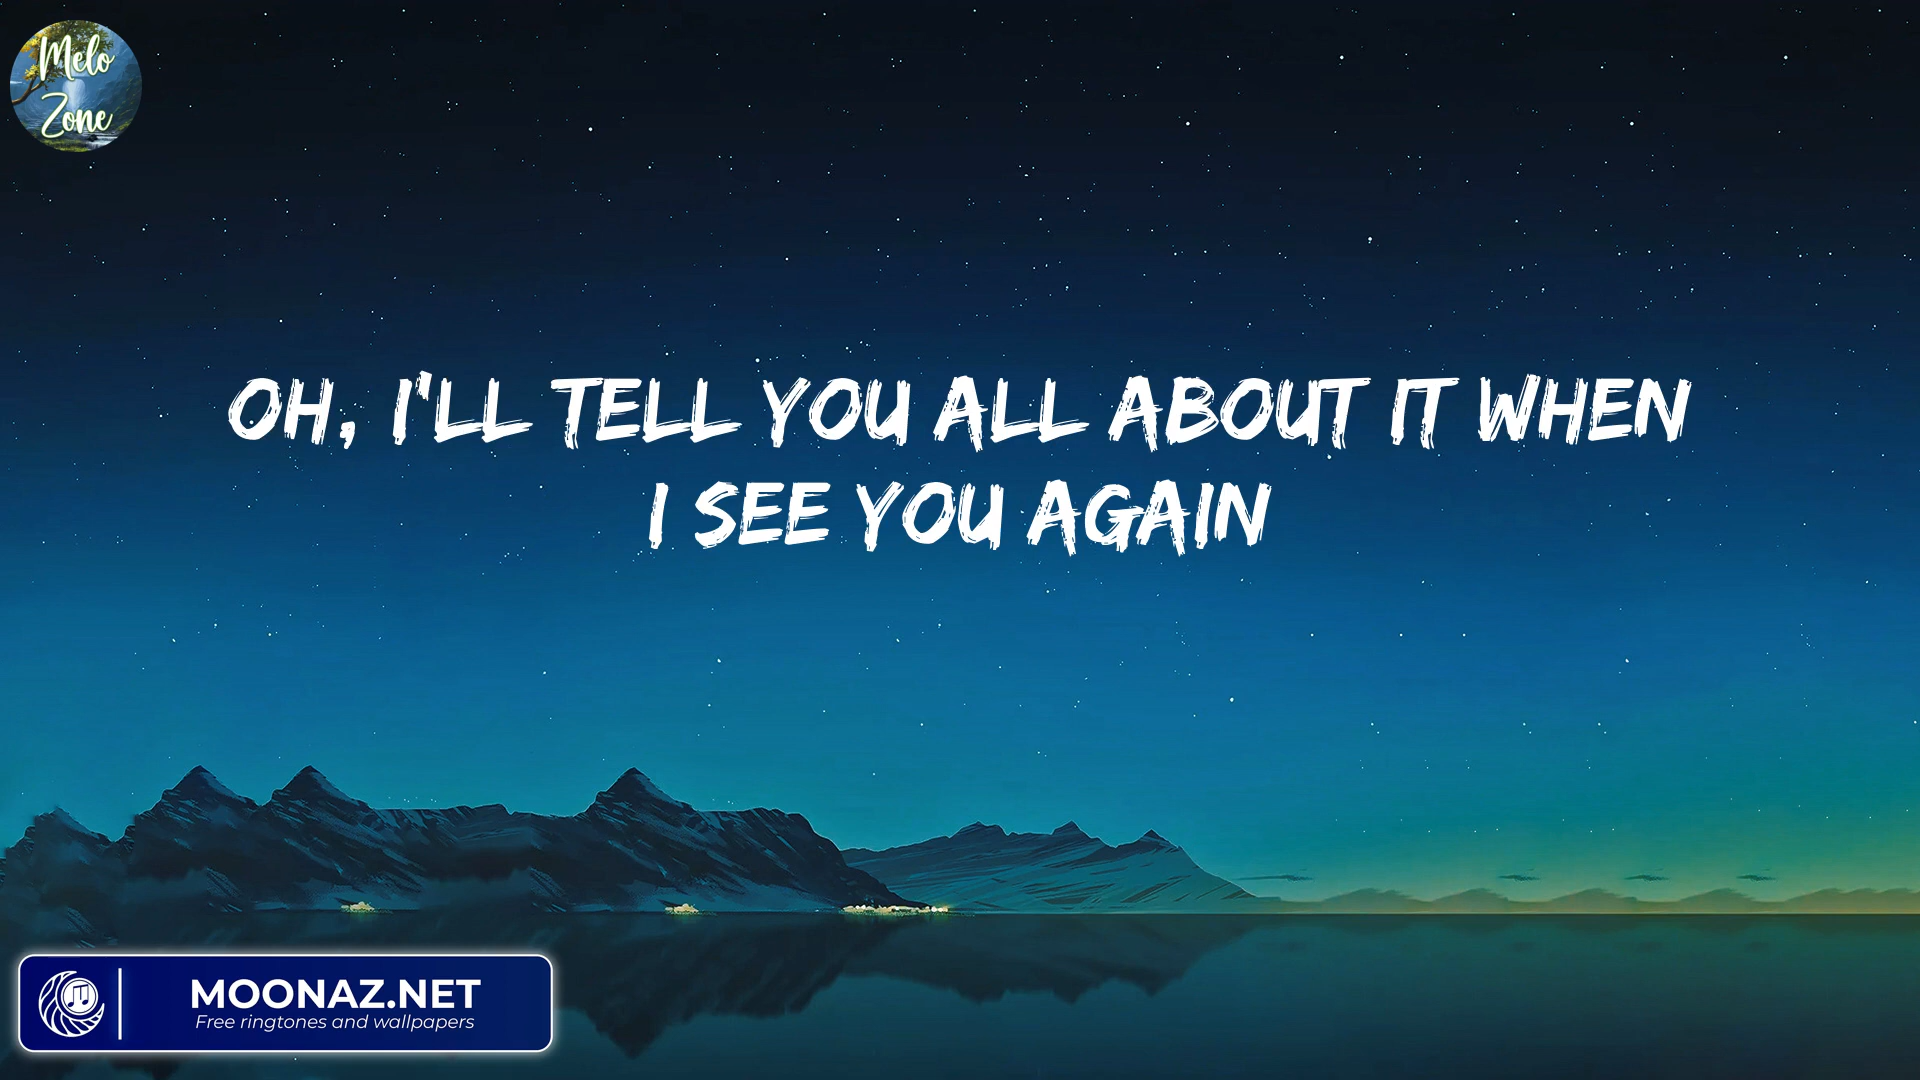 Melo
Zone
OH, I'LL TELL YOU ALL ABOUT IT WHEN
I SEE YOU AGAIN
MOONAZ.NET
Free ringtones and wallpapers